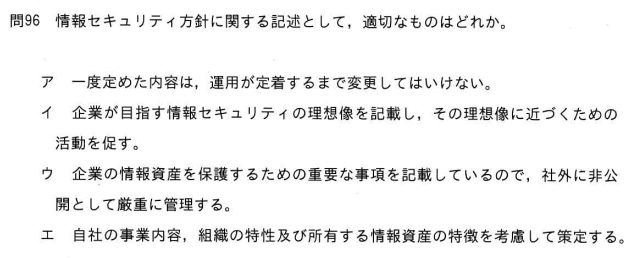 問96 情報セキュリティ方針に関する記述として，適切なものはどれか。
ア 一度定めた内容は，運用が定着するまで変更してはいけない。
イ 企業が目指す情報セキュリティの理想像を記載し，その理想像に近づくための
活動を促す。
ウ 企業の情報資産を保護するための重要な事項を記載しているので，社外に非公
開として厳重に管理する。
エ 自社の事業内容，組織の特性及び所有する情報資産の特徴を考慮して策定する。